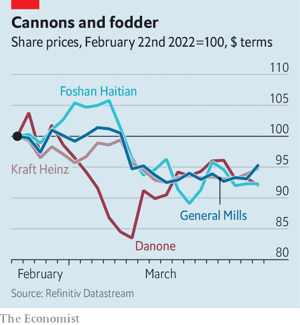 Cannons and fodder
Share prices, February 22nd 2022=100, $ terms
110
Foshan Haitian
105
100
95
Kraft Heinz
90
General Mills
85
Danone
80
February
March
Source: Refinitiv Datastream
The Economist